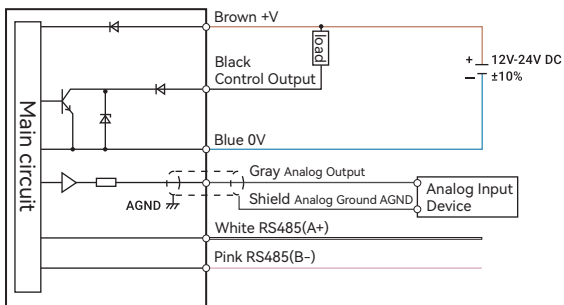 Brown +V
load
Black
Control Output
+ 12V-24V DC
– ±10%
Main circuit
Blue 0V
Gray Analog Output
AGND
Shield Analog Ground AGND
Analog Input
Device
White RS485(A+)
Pink RS485(B-)